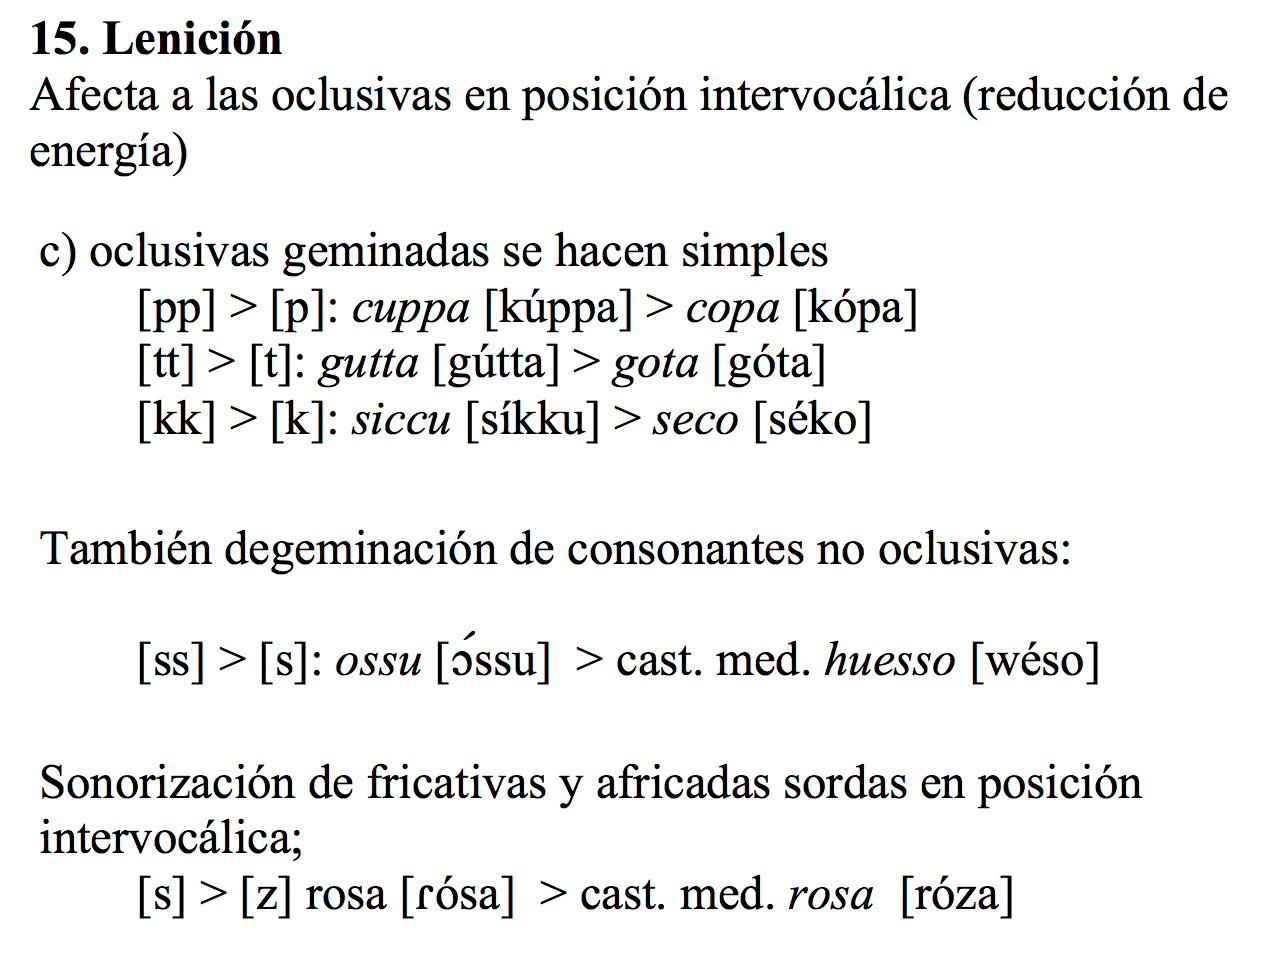 15. Lenición
Afecta a las oclusivas en posición intervocálica (reducción de
energía)
c) oclusivas geminadas se hacen simples
[pp] > [p]: cuppa [kúppa] > copa [kópa]
[tt] > [t]: gutta [gútta] > gota [góta]
[kk] > [k]: siccu [síkku] > seco [séko]
También degeminación de consonantes no oclusivas:
[ss] > [s]: ossu [ɔ́ssu] > cast. med. huesso [wéso]
Sonorización de fricativas y africadas sordas en posición
intervocálica;
[s] > [z] rosa [ɾósa] > cast. med. rosa [róza]